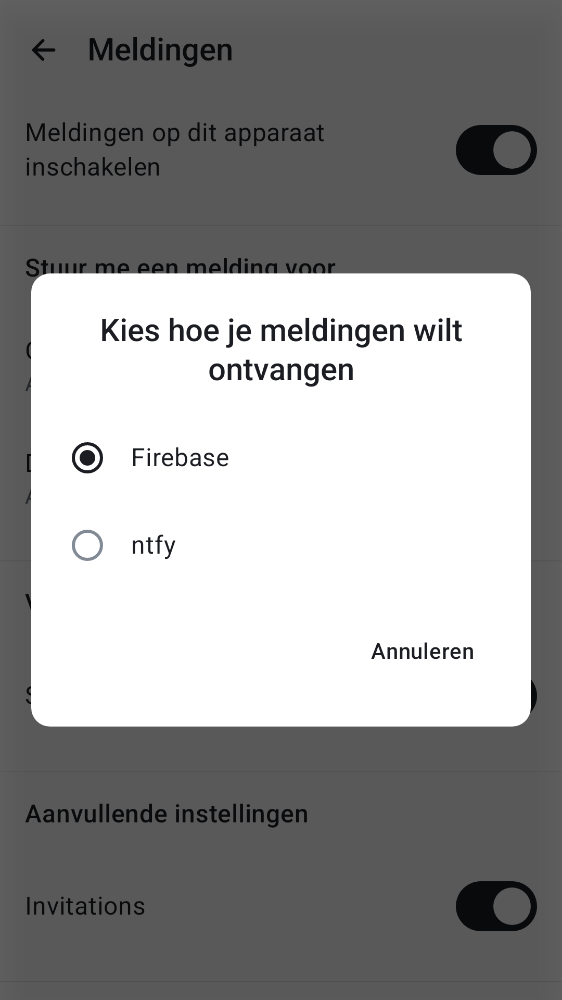 Meldingen
Meldingen op dit apparaat
inschakelen
Stuur me een melding voor
Kies hoe je meldingen wilt
ontvangen
Firebase
ntfy
Annuleren
Aanvullende instellingen
Invitations